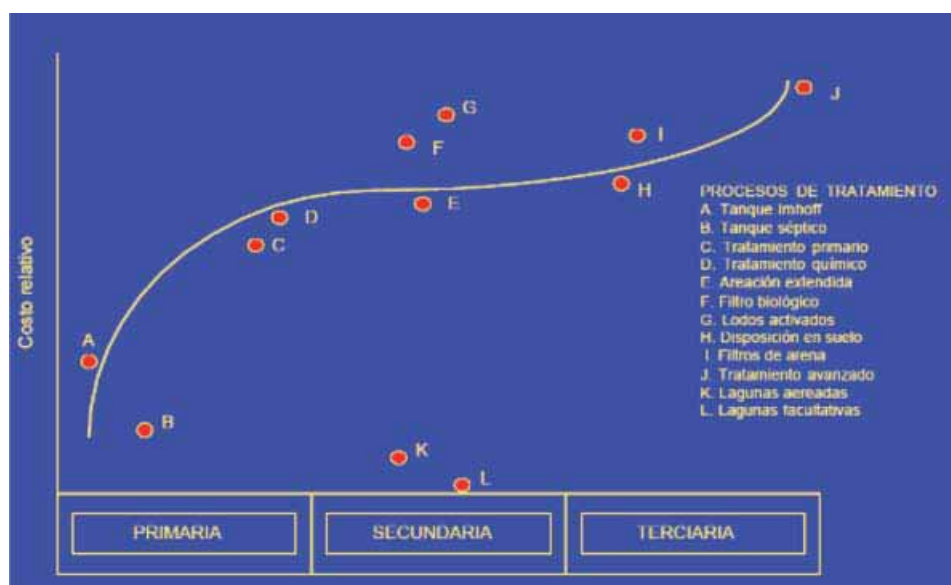 G
J
F
I
H
PROCESOS DE TRATAMIENTO
A. Tanque Imhoff
B. Tanque séptico
C. Tratamiento primario
D. Tratamiento químico
E. Areación extendida
F. Filtro biológico
G. Lodos activados
H. Disposición en suelo
I. Filtros de arena
J. Tratamiento avanzado
K. Lagunas aereadas
L. Lagunas facultativas
E
D
C
Costo relativo
A
B
K
L
PRIMARIA
SECUNDARIA
TERCIARIA